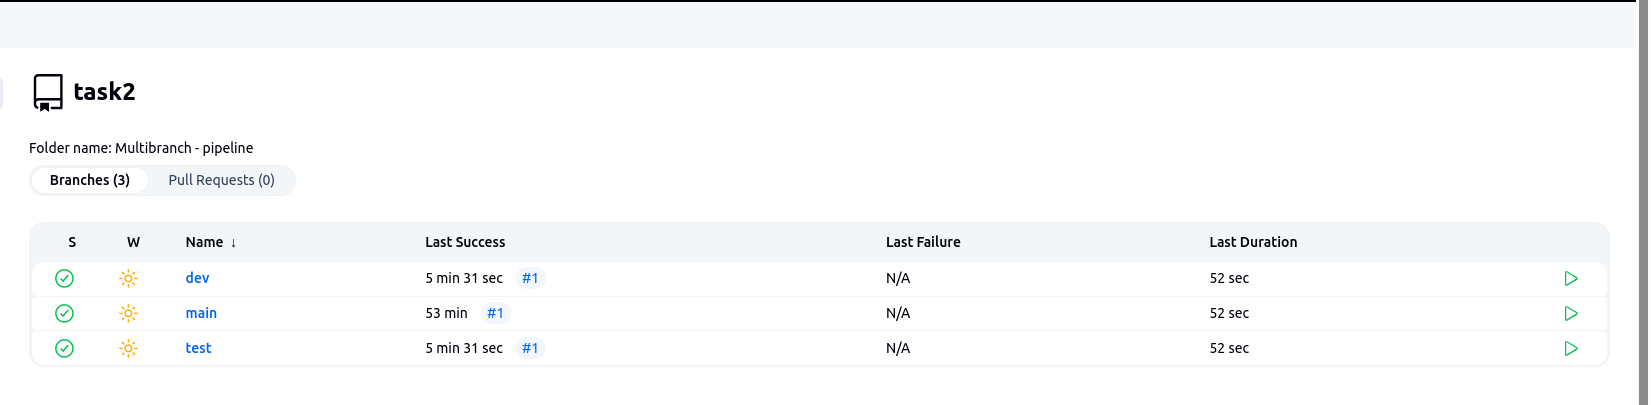 task2
Folder name: Multibranch - pipeline
Branches (3) Pull Requests (0)
S W Name ↓ Last Success Last Failure Last Duration
dev 5 min 31 sec #1 N/A 52 sec
main 53 min #1 N/A 52 sec
test 5 min 31 sec #1 N/A 52 sec